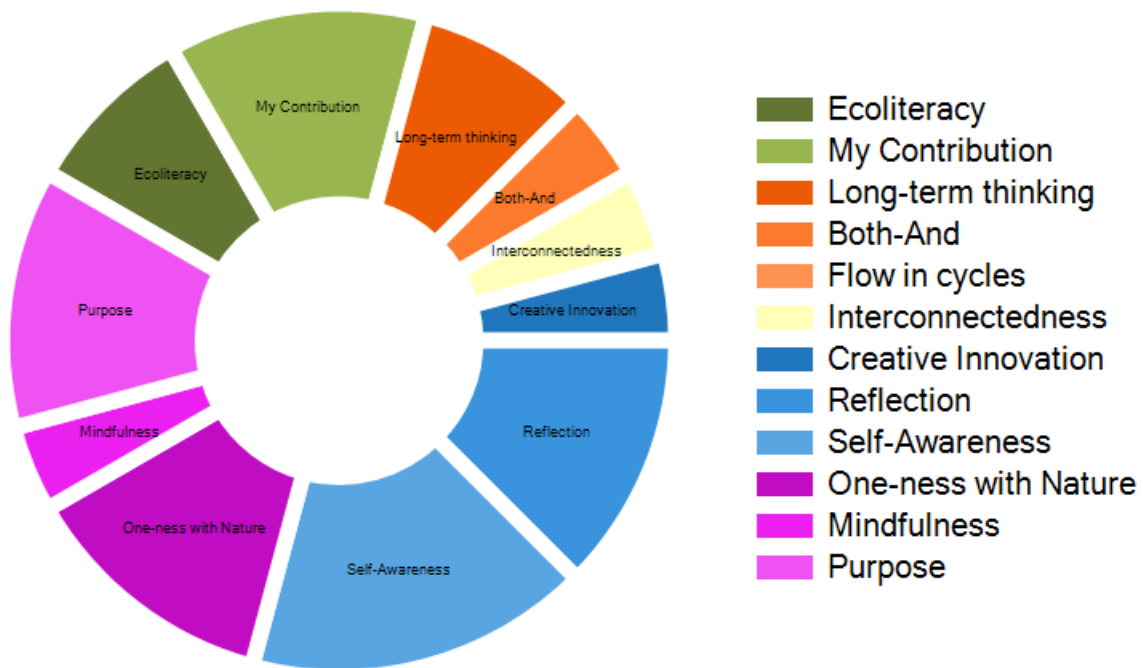 My Contribution
Long-term thinking
Ecoliteracy
Both-And
Interconnectedness
Purpose
Creative Innovation
Mindfulness
Reflection
One-ness with Nature
Self-Awareness
Ecoliteracy
My Contribution
Long-term thinking
Both-And
Flow in cycles
Interconnectedness
Creative Innovation
Reflection
Self-Awareness
One-ness with Nature
Mindfulness
Purpose